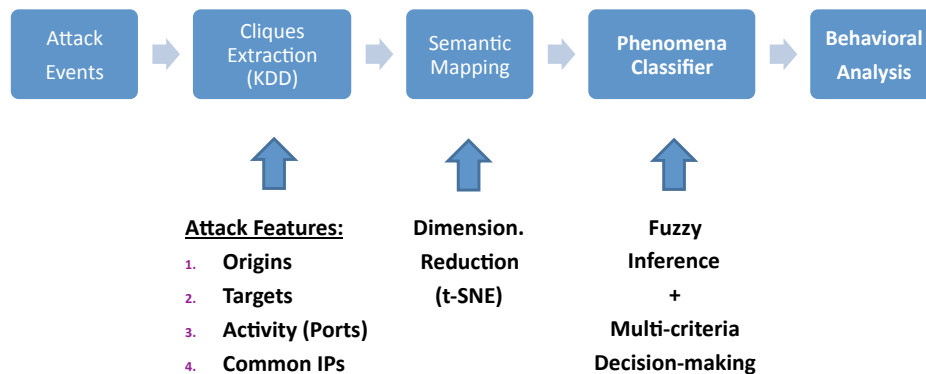 Attack
Events
Cliques
Extraction
(KDD)
Semantic
Mapping
Phenomena
Classifier
Behavioral
Analysis
Attack Features:
1. Origins
2. Targets
3. Activity (Ports)
4. Common IPs
Dimension.
Reduction
(t-SNE)
Fuzzy
Inference
+
Multi-criteria
Decision-making